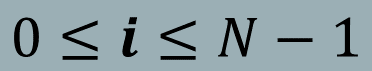 0 ≤ i ≤ N − 1